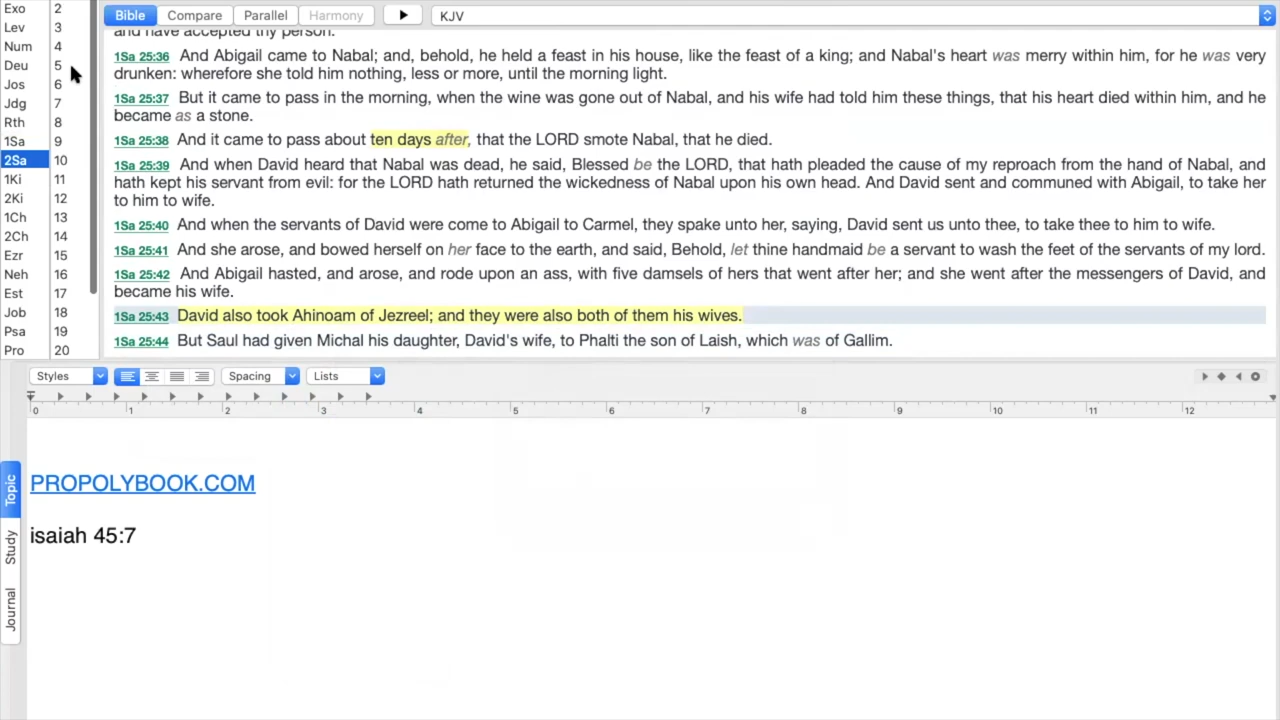 Exo 2
Lev 3
Num 4
Deu 5
Jos 6
Jdg 7
Rth 8
1Sa 9
2Sa 10
1Ki 11
2Ki 12
1Ch 13
2Ch 14
Ezr 15
Neh 16
Est 17
Job 18
Psa 19
Pro 20
Bible Compare Parallel Harmony KJV
and have accepted thy person.
1Sa 25:36 And Abigail came to Nabal; and, behold, he held a feast in his house, like the feast of a king; and Nabal's heart was merry within him, for he was very
drunken: wherefore she told him nothing, less or more, until the morning light.
1Sa 25:37 But it came to pass in the morning, when the wine was gone out of Nabal, and his wife had told him these things, that his heart died within him, and he
became as a stone.
1Sa 25:38 And it came to pass about ten days after, that the LORD smote Nabal, that he died.
1Sa 25:39 And when David heard that Nabal was dead, he said, Blessed be the LORD, that hath pleaded the cause of my reproach from the hand of Nabal, and
hath kept his servant from evil: for the LORD hath returned the wickedness of Nabal upon his own head. And David sent and communed with Abigail, to take her
to him to wife.
1Sa 25:40 And when the servants of David were come to Abigail to Carmel, they spake unto her, saying, David sent us unto thee, to take thee to him to wife.
1Sa 25:41 And she arose, and bowed herself on her face to the earth, and said, Behold, let thine handmaid be a servant to wash the feet of the servants of my lord.
1Sa 25:42 And Abigail hasted, and arose, and rode upon an ass, with five damsels of hers that went after her; and she went after the messengers of David, and
became his wife.
1Sa 25:43 David also took Ahinoam of Jezreel; and they were also both of them his wives.
1Sa 25:44 But Saul had given Michal his daughter, David's wife, to Phalti the son of Laish, which was of Gallim.
Styles Spacing Lists
0 1 2 3 4 5 6 7 8 9 10 11 12
Topic
Study
Journal
PROPOLYBOOK.COM
isaiah 45:7